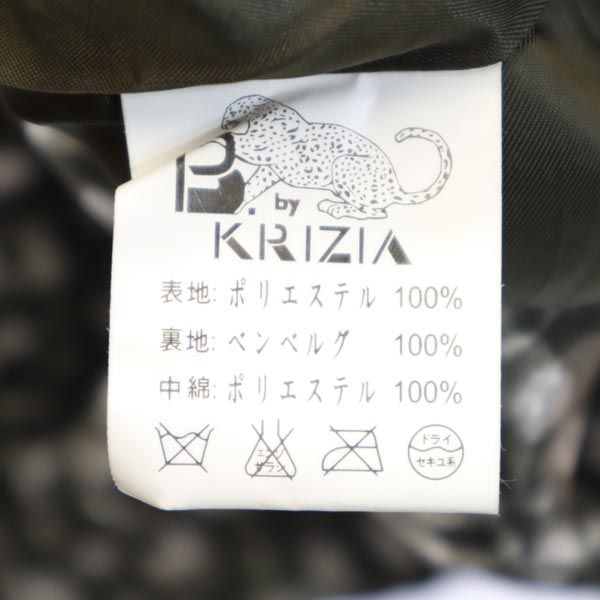 B. by
KRIZIA
表地: ポリエステル 100%
裏地: ベンベルグ 100%
中綿: ポリエステル 100%
エンソ
サラシ
ドライ
セキユ系